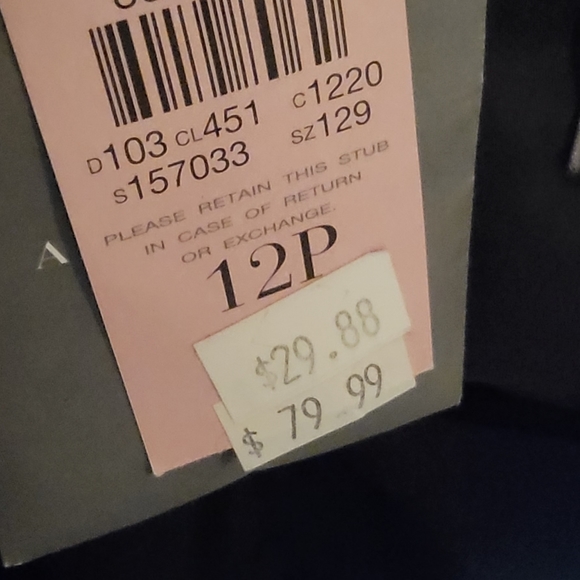 D103 CL451 C1220
S157033 SZ129
PLEASE RETAIN THIS STUB
IN CASE OF RETURN
OR EXCHANGE.
12P
A
$29.88
$79.99